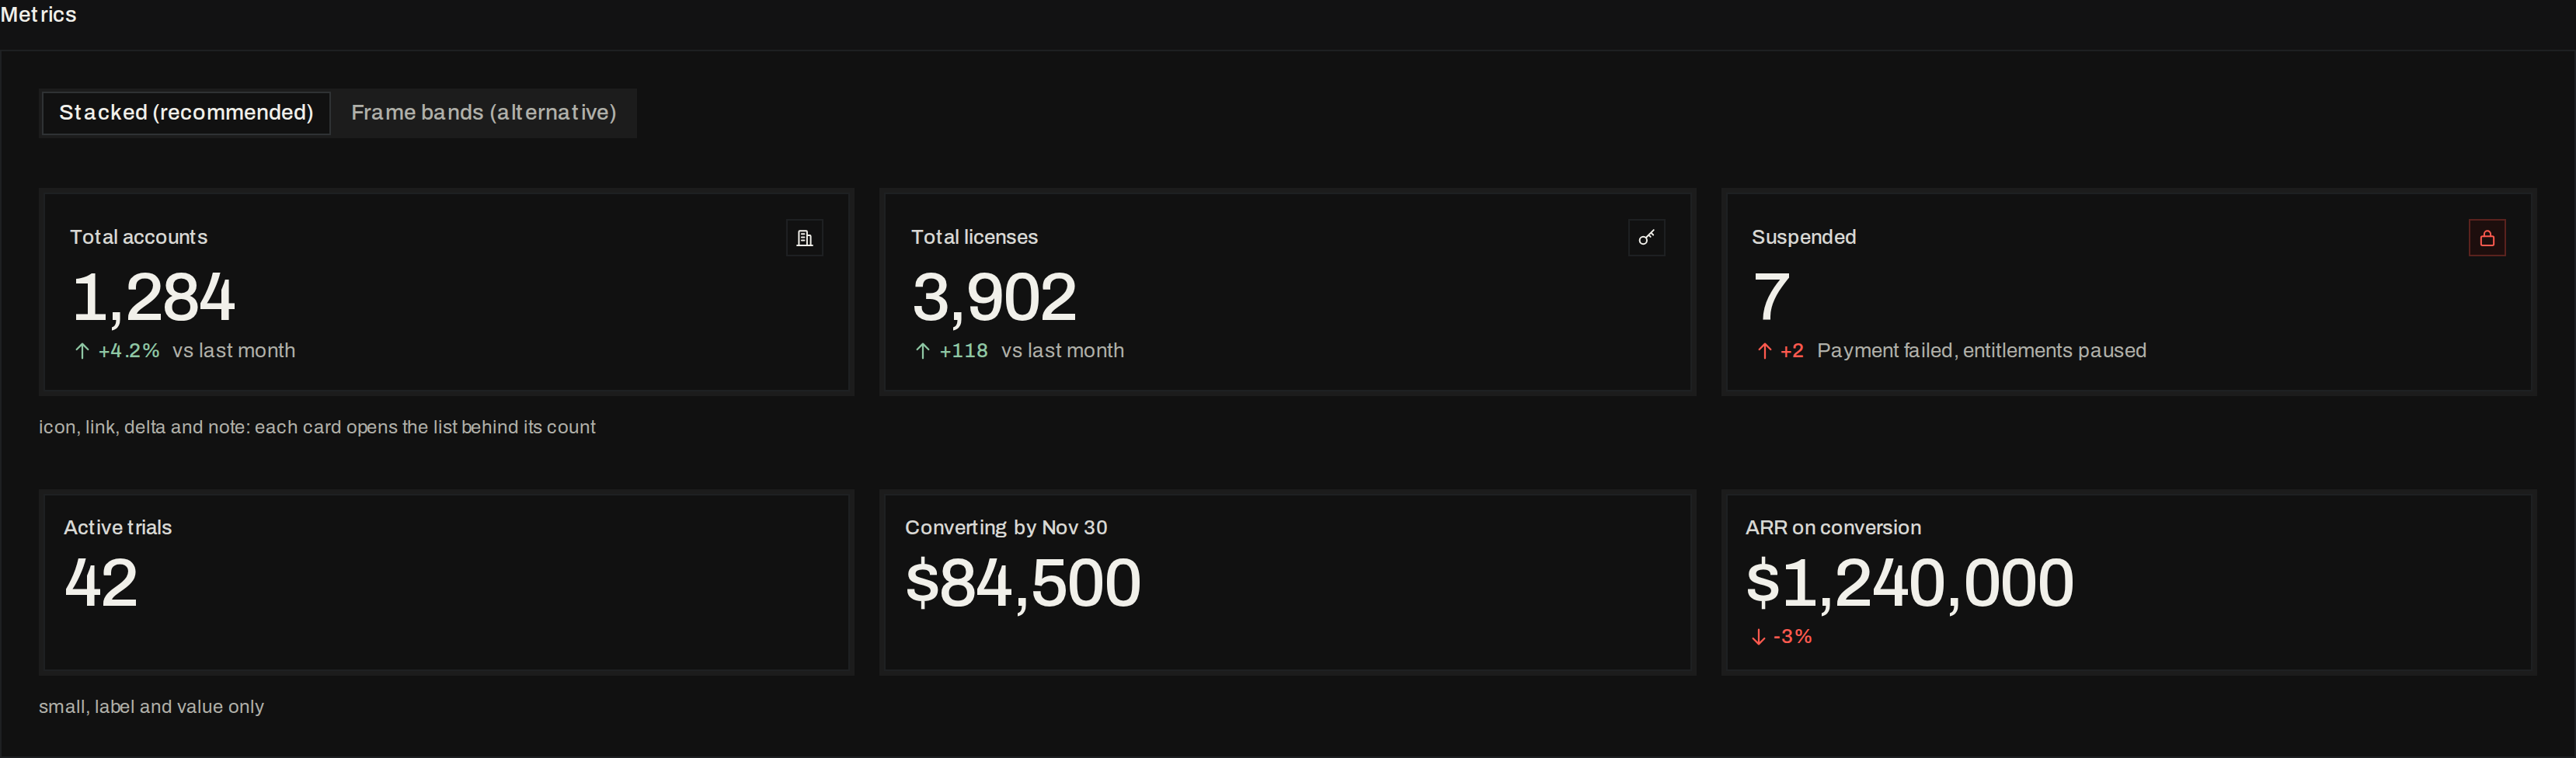 Metrics
Stacked (recommended) Frame bands (alternative)
Total accounts
1,284
↑ +4.2% vs last month
Total licenses
3,902
↑ +118 vs last month
Suspended
7
↑ +2 Payment failed, entitlements paused
icon, link, delta and note: each card opens the list behind its count
Active trials
42
Converting by Nov 30
$84,500
ARR on conversion
$1,240,000
↓ -3%
small, label and value only